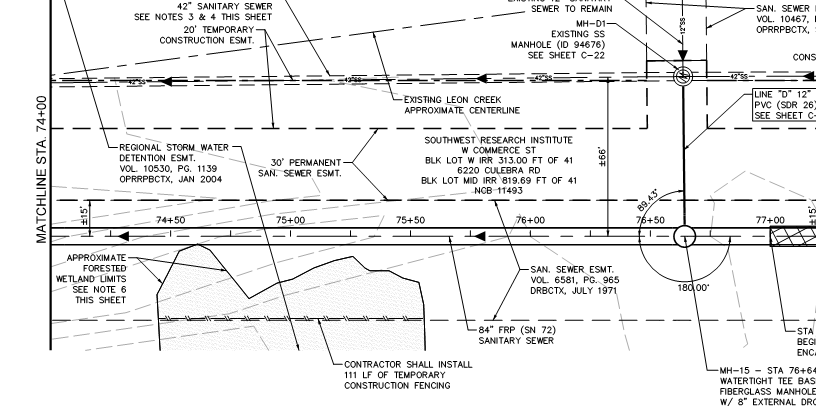 42" SANITARY SEWER
SEE NOTES 3 & 4 THIS SHEET
20' TEMPORARY
CONSTRUCTION ESMT.
SEWER TO REMAIN
MH-D1
EXISTING SS
MANHOLE (ID 94676)
SEE SHEET C-22
12"SS
SAN. SEWER
VOL. 10467,
OPRRPBCTX,
CONS
42"SS
42"SS
42"SS
42"SS
42"SS
EXISTING LEON CREEK
APPROXIMATE CENTERLINE
LINE "D" 12"
PVC (SDR 26)
SEE SHEET C-
MATCHLINE STA. 74+00
REGIONAL STORM WATER
DETENTION ESMT.
VOL. 10530, PG. 1139
OPRRPBCTX, JAN 2004
30' PERMANENT
SAN. SEWER ESMT.
SOUTHWEST RESEARCH INSTITUTE
W COMMERCE ST
BLK LOT W IRR 313.00 FT OF 41
6220 CULEBRA RD
BLK LOT MID IRR 819.69 FT OF 41
NCB 11493
±66'
89.43°
±15'
74+50
75+00
75+50
76+00
76+50
77+00
±15'
APPROXIMATE
FORESTED
WETLAND LIMITS
SEE NOTE 6
THIS SHEET
SAN. SEWER ESMT.
VOL. 6581, PG. 965
DRBCTX, JULY 1971
180.00°
84" FRP (SN 72)
SANITARY SEWER
STA
BEGI
ENCA
CONTRACTOR SHALL INSTALL
111 LF OF TEMPORARY
CONSTRUCTION FENCING
MH-15 - STA 76+64
WATERTIGHT TEE BAS
FIBERGLASS MANHOLE
W/ 8" EXTERNAL DRO